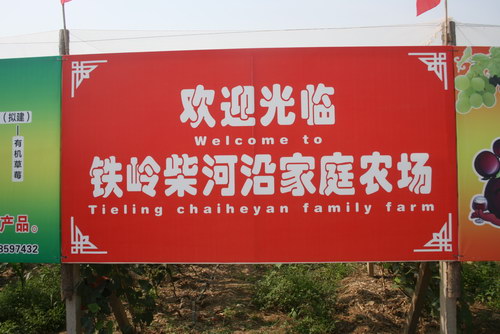 欢迎光临
Welcome to
铁岭柴河沿家庭农场
Tieling chaiheyan family farm
（拟建）
有机草莓
产品。
8597432